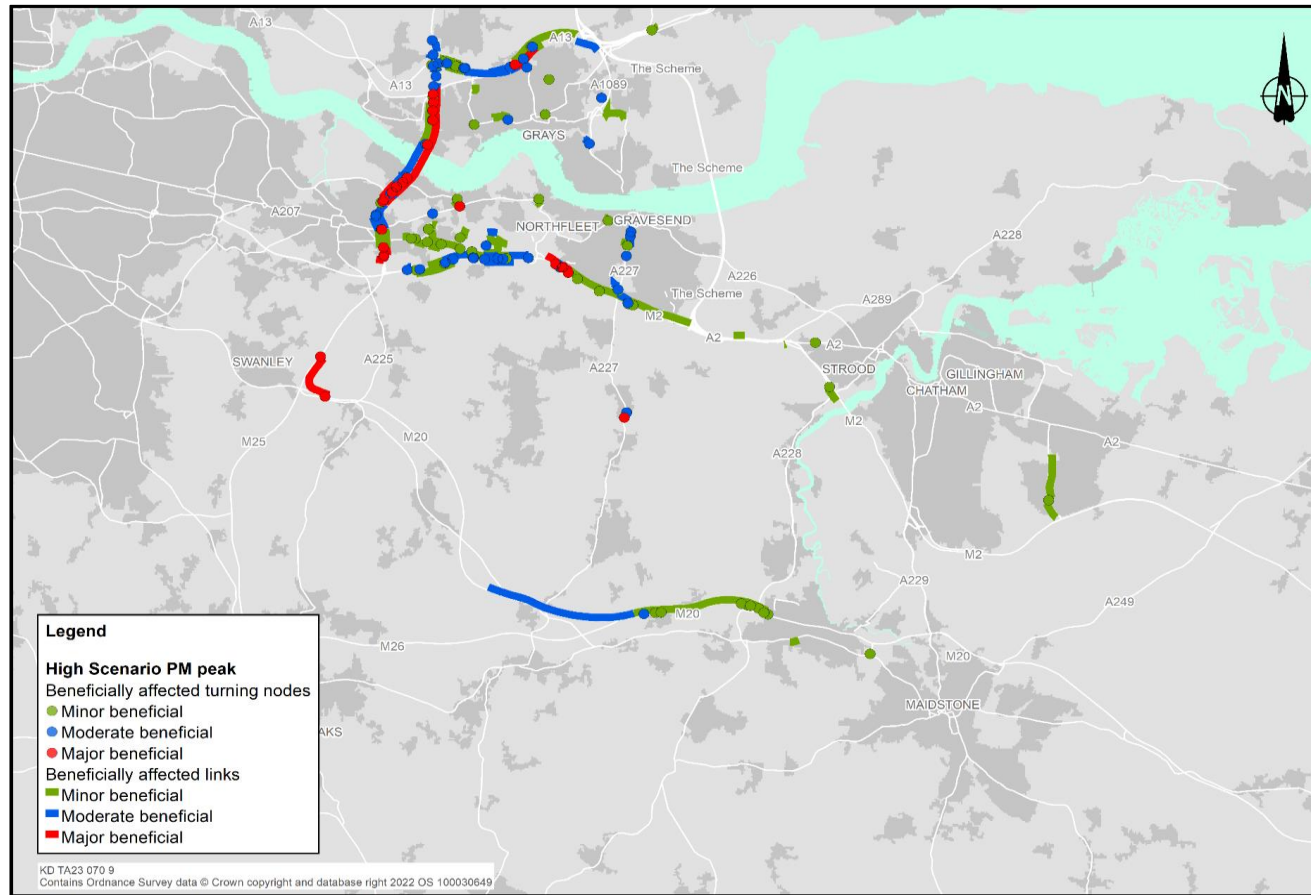 A13
A13
The Scheme
A13
A1089
GRAYS
N
The Scheme
A207
NORTHFLEET
GRAVESEND
A228
A227
A226
The Scheme
A289
M2
A2
A2
SWANLEY
A225
A227
STROOD
GILLINGHAM
CHATHAM
A2
M2
A2
M25
M20
A228
M2
A229
A249
M20
M26
M20
MAIDSTONE
AKS
Legend
High Scenario PM peak
Beneficially affected turning nodes
Minor beneficial
Moderate beneficial
Major beneficial
Beneficially affected links
Minor beneficial
Moderate beneficial
Major beneficial
KD TA23 070 9
Contains Ordnance Survey data © Crown copyright and database right 2022 OS 100030649